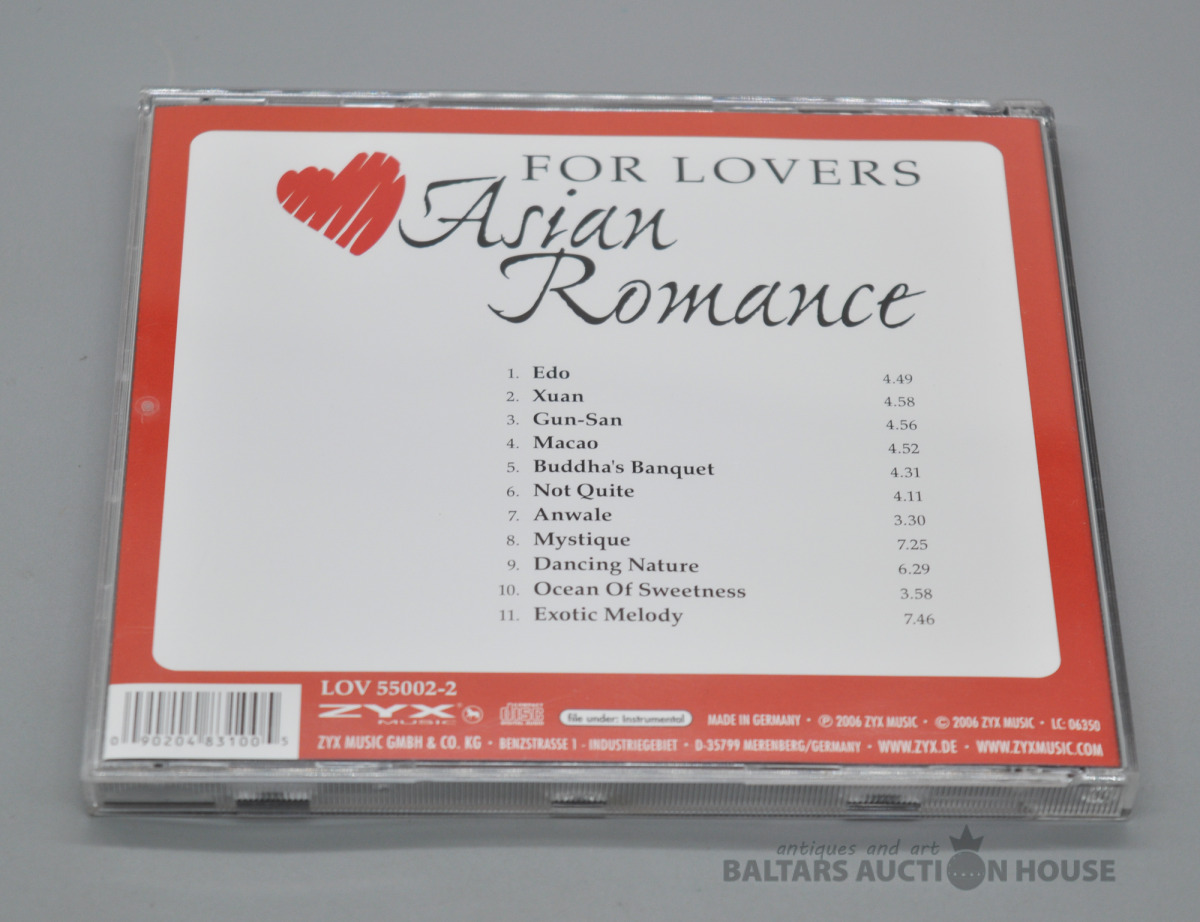 FOR LOVERS
Asian
Romance
1. Edo 4.49
2. Xuan 4.58
3. Gun-San 4.56
4. Macao 4.52
5. Buddha's Banquet 4.31
6. Not Quite 4.11
7. Anwale 3.30
8. Mystique 7.25
9. Dancing Nature 6.29
10. Ocean Of Sweetness 3.58
11. Exotic Melody 7.46
LOV 55002-2
ZYX MUSIC ® file under: Instrumental MADE IN GERMANY · ℗ 2006 ZYX MUSIC · © 2006 ZYX MUSIC · LC: 06350
ZYX MUSIC GMBH & CO. KG · BENZSTRASSE 1 - INDUSTRIEGEBIET · D-35799 MERENBERG/GERMANY · WWW.ZYX.DE · WWW.ZYXMUSIC.COM
0 90204 83100 5
antiques and art
BALTARS AUCTION HOUSE